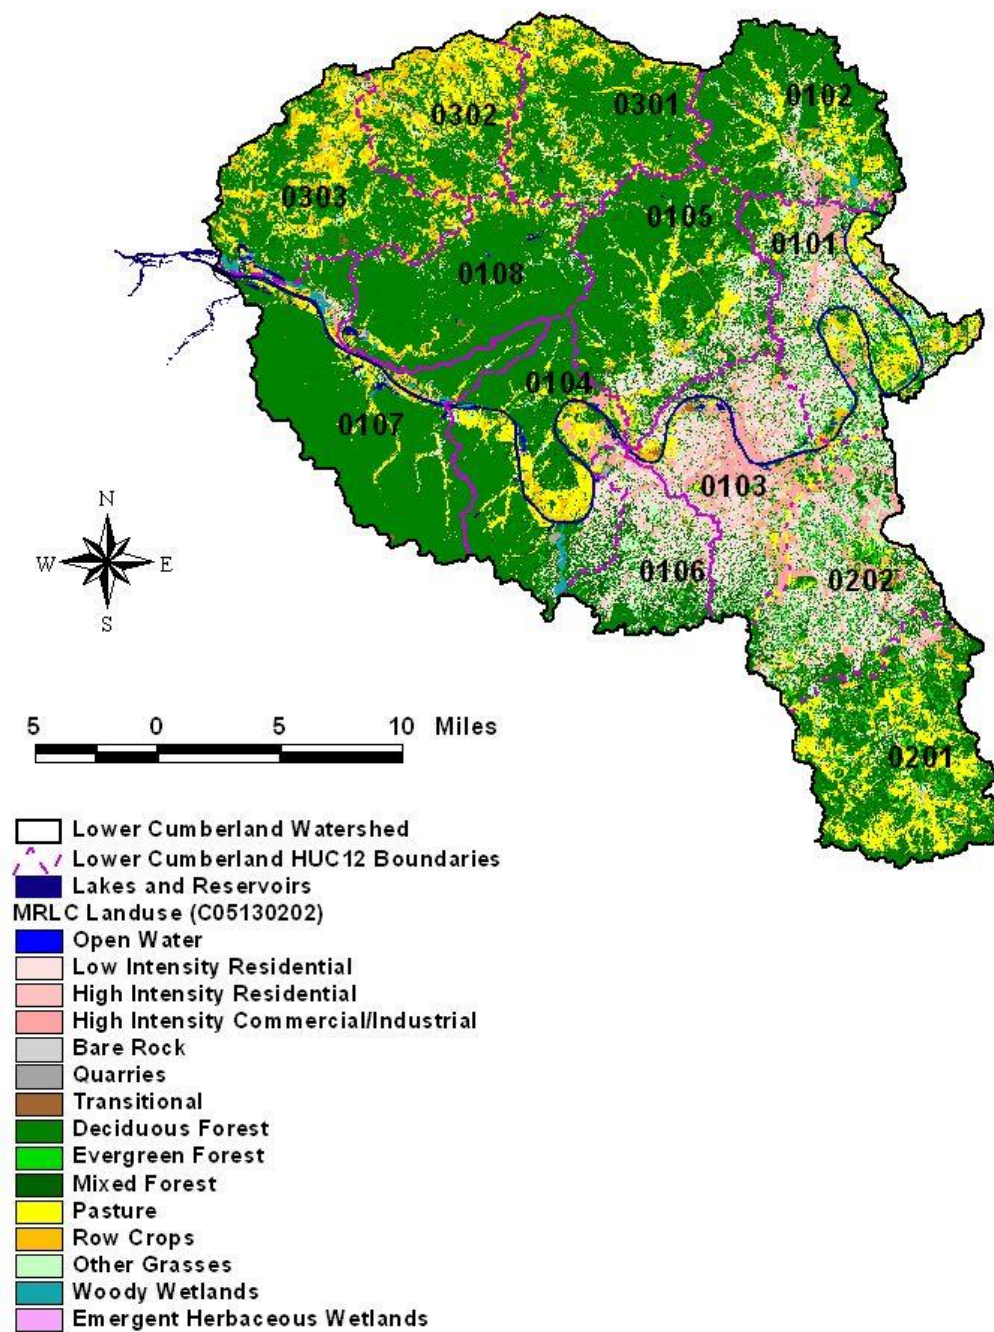 0102
0301
0302
0303
0105
0101
0108
0104
0107
0103
N
W E
S
0106
0202
5 0 5 10 Miles
0201
Lower Cumberland Watershed
Lower Cumberland HUC12 Boundaries
Lakes and Reservoirs
MRLC Landuse (C05130202)
Open Water
Low Intensity Residential
High Intensity Residential
High Intensity Commercial/Industrial
Bare Rock
Quarries
Transitional
Deciduous Forest
Evergreen Forest
Mixed Forest
Pasture
Row Crops
Other Grasses
Woody Wetlands
Emergent Herbaceous Wetlands